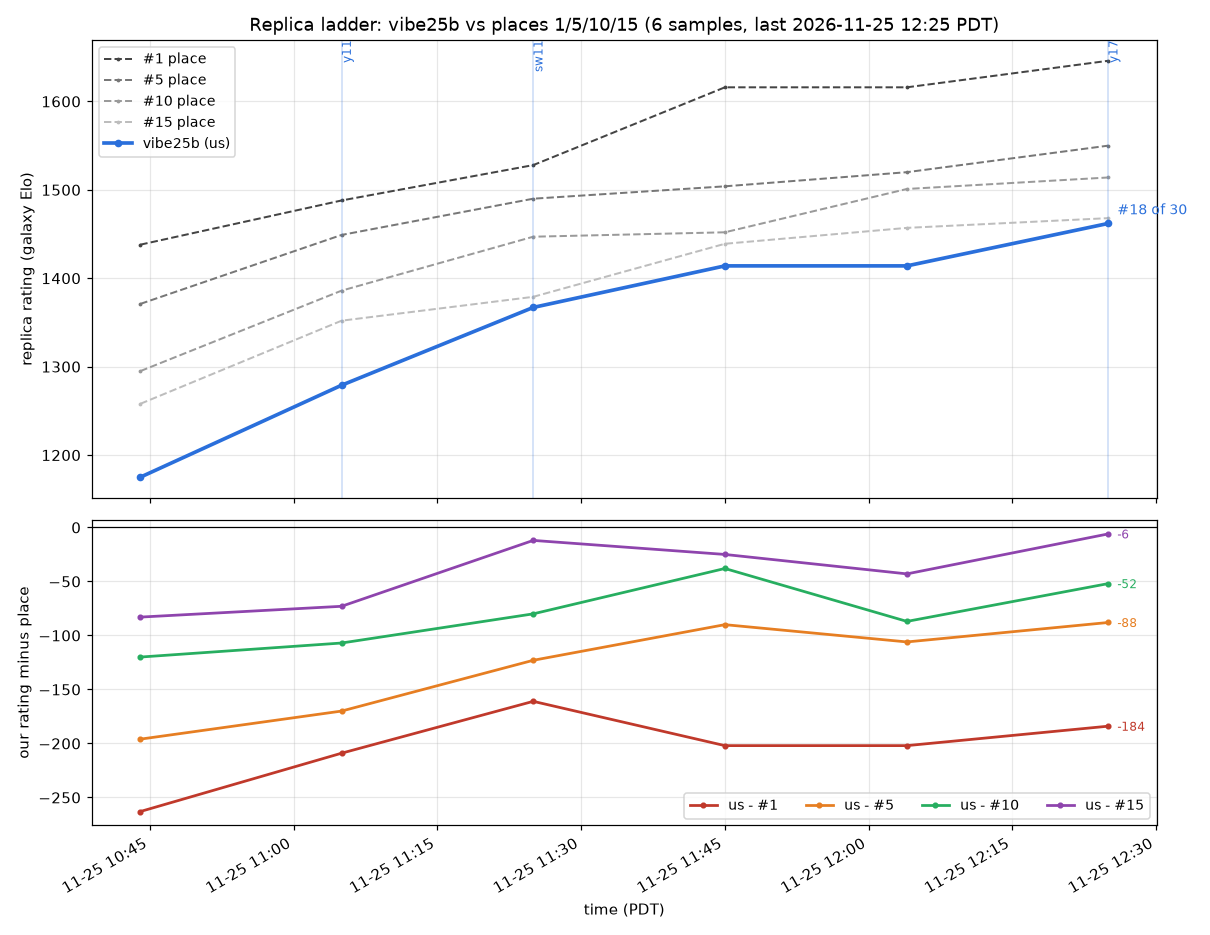 Replica ladder: vibe25b vs places 1/5/10/15 (6 samples, last 2026-11-25 12:25 PDT)
#1 place
#5 place
#10 place
#15 place
vibe25b (us)
y11
sw11
y17
#18 of 30
1600
1500
1400
1300
1200
replica rating (galaxy Elo)
0
−50
−100
−150
−200
−250
our rating minus place
-6
-52
-88
-184
us - #1
us - #5
us - #10
us - #15
11-25 10:45
11-25 11:00
11-25 11:15
11-25 11:30
11-25 11:45
11-25 12:00
11-25 12:15
11-25 12:30
time (PDT)